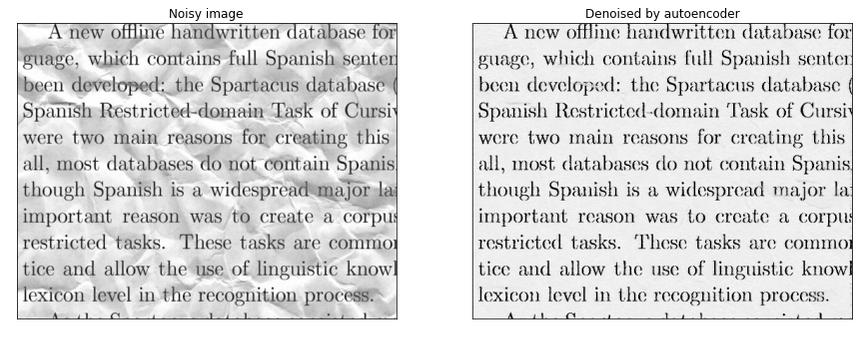 Noisy image
A new offline handwritten database for
guage, which contains full Spanish senten
been developed: the Spartacus database (
Spanish Restricted-domain Task of Cursiv
were two main reasons for creating this
all, most databases do not contain Spanis
though Spanish is a widespread major la
important reason was to create a corpus
restricted tasks. These tasks are commo
tice and allow the use of linguistic knowl
lexicon level in the recognition process.
Denoised by autoencoder
A new offline handwritten database for
guage, which contains full Spanish senten
been developed: the Spartacus database (
Spanish Restricted-domain Task of Cursiv
were two main reasons for creating this
all, most databases do not contain Spanis
though Spanish is a widespread major la
important reason was to create a corpus
restricted tasks. These tasks are commo
tice and allow the use of linguistic knowl
lexicon level in the recognition process.